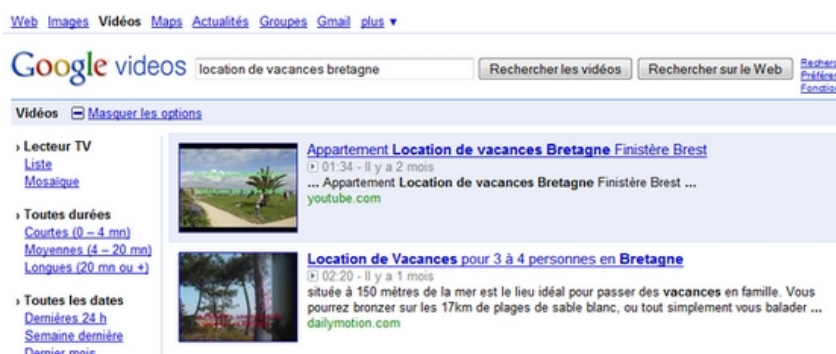 Web Images Vidéos Maps Actualités Groupes Gmail plus ▼
Google videos location de vacances bretagne Rechercher les vidéos Rechercher sur le Web
Vidéos Masquer les options
› Lecteur TV
Liste
Mosaïque
› Toutes durées
Courtes (0 – 4 mn)
Moyennes (4 – 20 mn)
Longues (20 mn ou +)
› Toutes les dates
Dernières 24 h
Semaine dernière
Dernier mois
Appartement Location de vacances Bretagne Finistère Brest
01:34 - Il y a 2 mois
... Appartement Location de vacances Bretagne Finistère Brest ...
youtube.com
Location de Vacances pour 3 à 4 personnes en Bretagne
02:20 - Il y a 1 mois
située à 150 mètres de la mer est le lieu idéal pour passer des vacances en famille. Vous
pourrez bronzer sur les 17km de plages de sable blanc, ou tout simplement vous balader ...
dailymotion.com